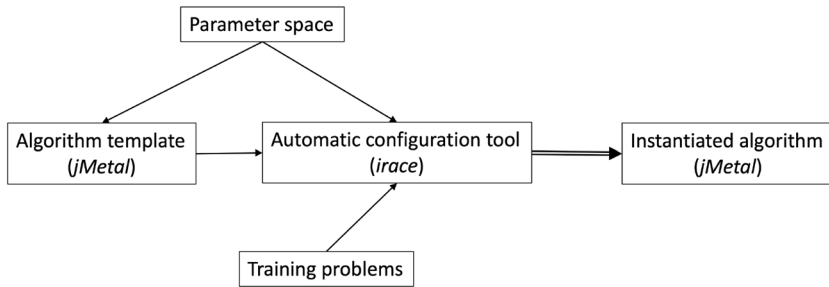 Parameter space
Algorithm template
(jMetal)
Automatic configuration tool
(irace)
Instantiated algorithm
(jMetal)
Training problems